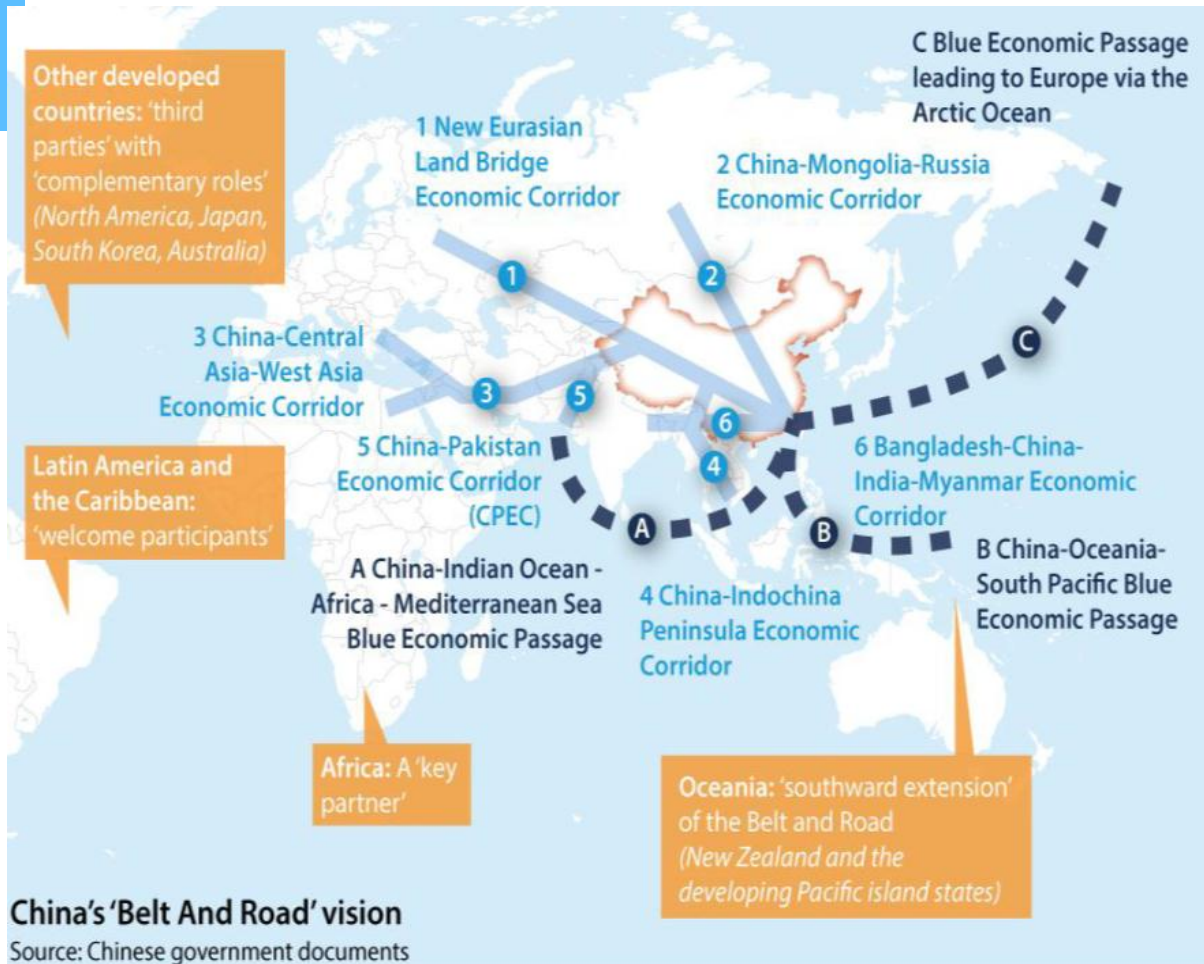 Other developed
countries: 'third
parties' with
'complementary roles'
(North America, Japan,
South Korea, Australia)
C Blue Economic Passage
leading to Europe via the
Arctic Ocean
1 New Eurasian
Land Bridge
Economic Corridor
2 China-Mongolia-Russia
Economic Corridor
1
2
3 China-Central
Asia-West Asia
Economic Corridor
C
3
5
6
4
Latin America and
the Caribbean:
'welcome participants'
5 China-Pakistan
Economic Corridor
(CPEC)
6 Bangladesh-China-
India-Myanmar Economic
Corridor
A
B
A China-Indian Ocean -
Africa - Mediterranean Sea
Blue Economic Passage
4 China-Indochina
Peninsula Economic
Corridor
B China-Oceania-
South Pacific Blue
Economic Passage
Africa: A 'key
partner'
Oceania: 'southward extension'
of the Belt and Road
(New Zealand and the
developing Pacific island states)
China's 'Belt And Road' vision
Source: Chinese government documents